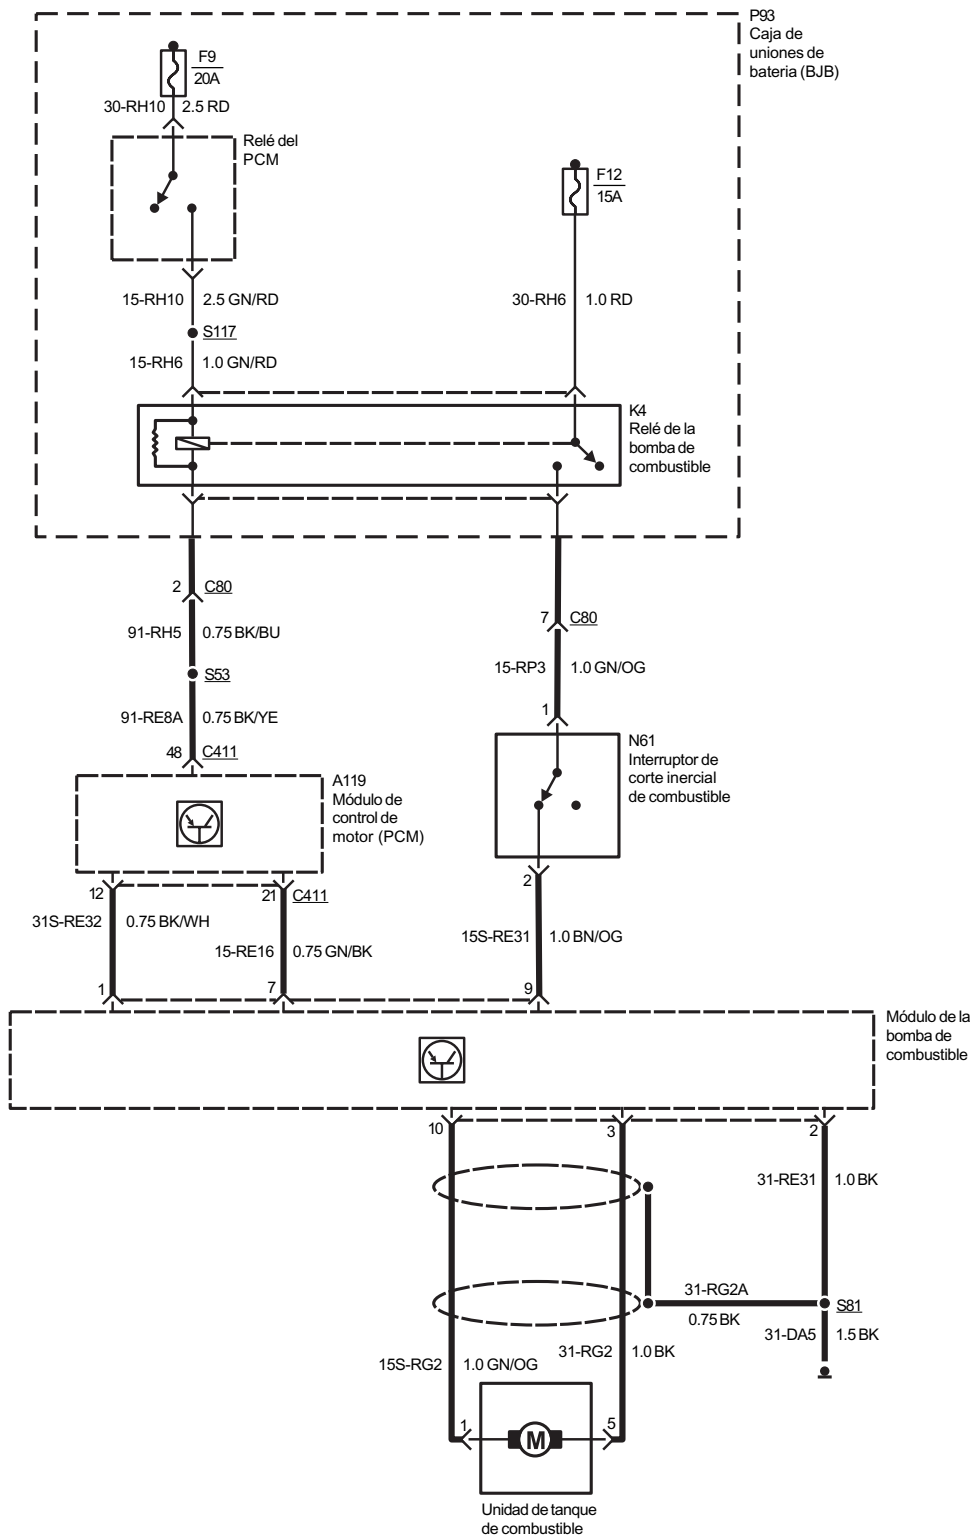 P93
Caja de
uniones de
bateria (BJB)
F9
20A
30-RH10 2.5 RD
Relé del
PCM
F12
15A
15-RH10 2.5 GN/RD
30-RH6 1.0 RD
S117
15-RH6 1.0 GN/RD
K4
Relé de la
bomba de
combustible
2 C80
7 C80
91-RH5 0.75 BK/BU
15-RP3 1.0 GN/OG
S53
91-RE8A 0.75 BK/YE
1
48 C411
N61
Interruptor de
corte inercial
de combustible
A119
Módulo de
control de
motor (PCM)
12
21 C411
2
31S-RE32 0.75 BK/WH
15-RE16 0.75 GN/BK
15S-RE31 1.0 BN/OG
1
7
9
Módulo de la
bomba de
combustible
10
3
2
31-RE31 1.0 BK
31-RG2A
0.75 BK
S81
31-DA5 1.5 BK
31-RG2 1.0 BK
15S-RG2 1.0 GN/OG
1
5
M
Unidad de tanque
de combustible